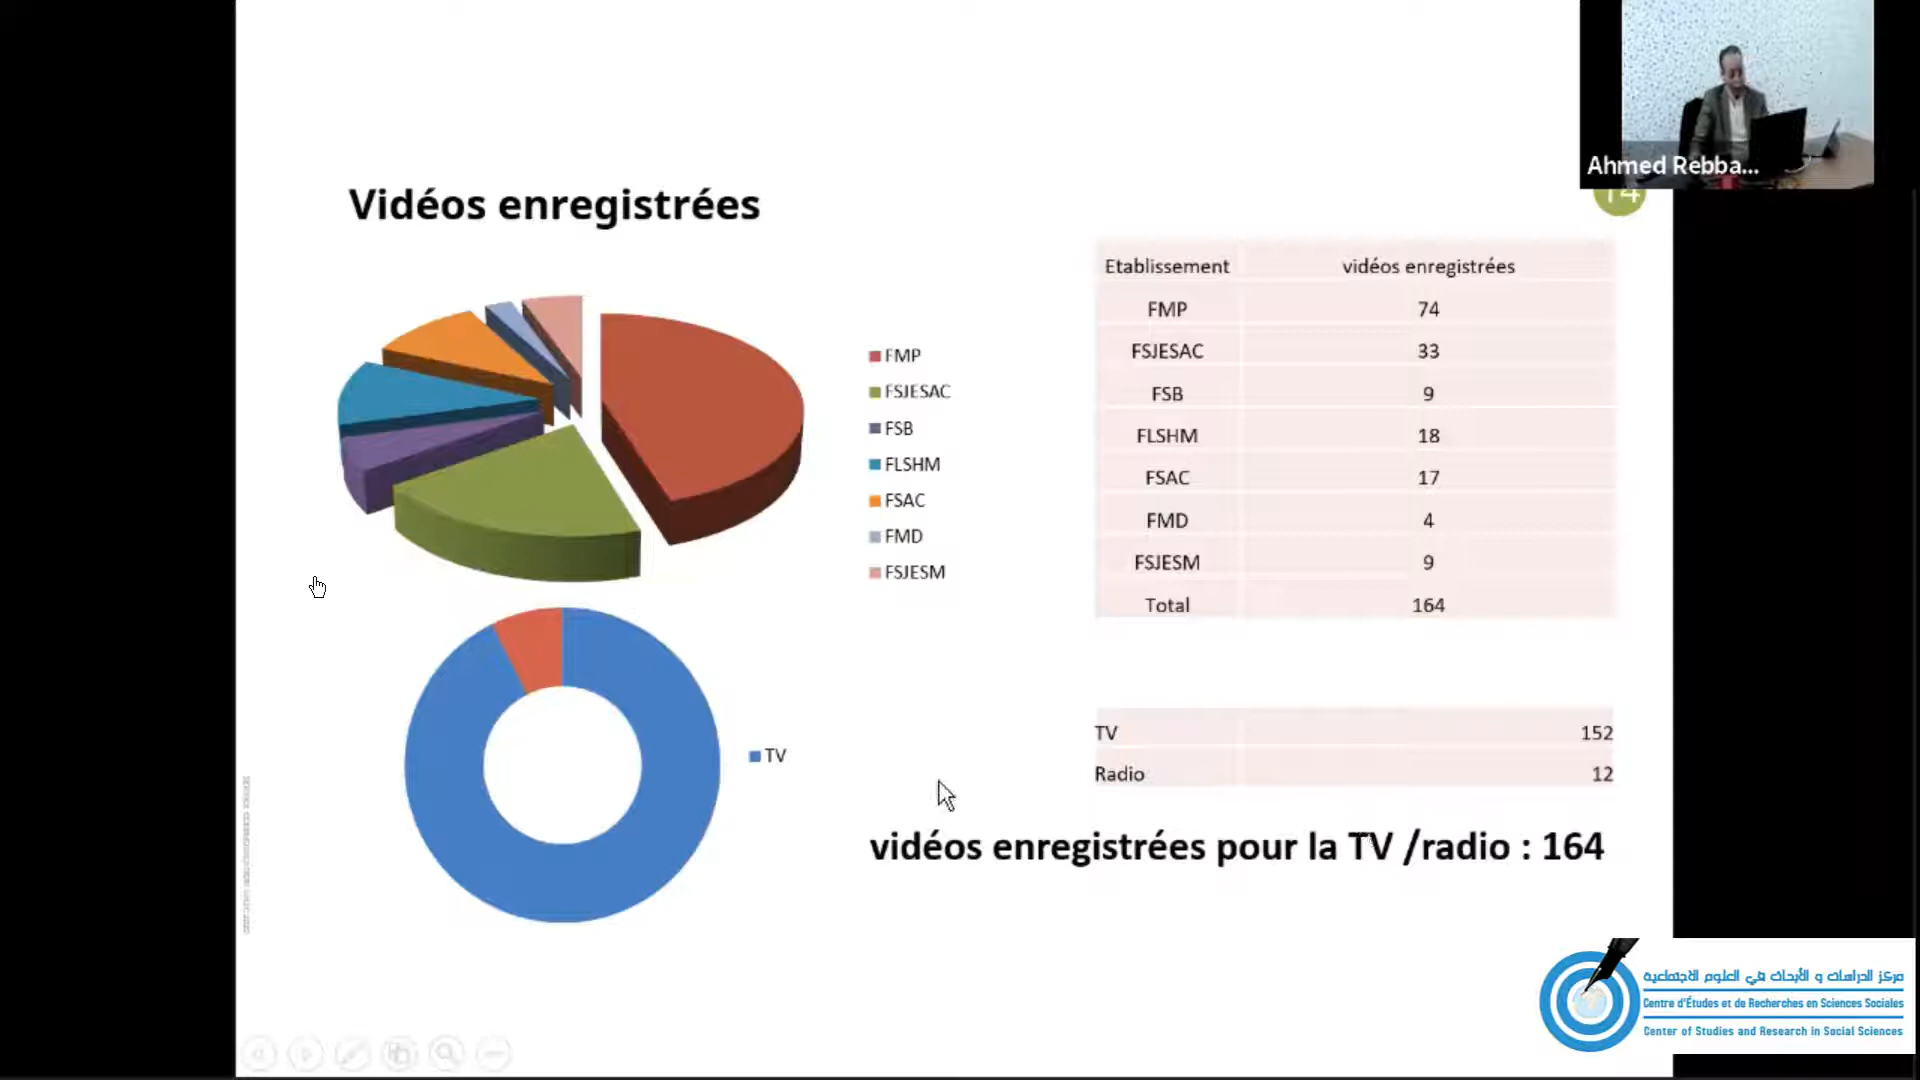 Ahmed Rebba...
14
Vidéos enregistrées
FMP
FSJESAC
FSB
FLSHM
FSAC
FMD
FSJESM
Etablissement vidéos enregistrées
FMP 74
FSJESAC 33
FSB 9
FLSHM 18
FSAC 17
FMD 4
FSJESM 9
Total 164
TV
TV 152
Radio 12
vidéos enregistrées pour la TV /radio : 164
مركز الدراسات و الأبحاث في العلوم الاجتماعية
Centre d'Études et de Recherches en Sciences Sociales
Center of Studies and Research in Social Sciences